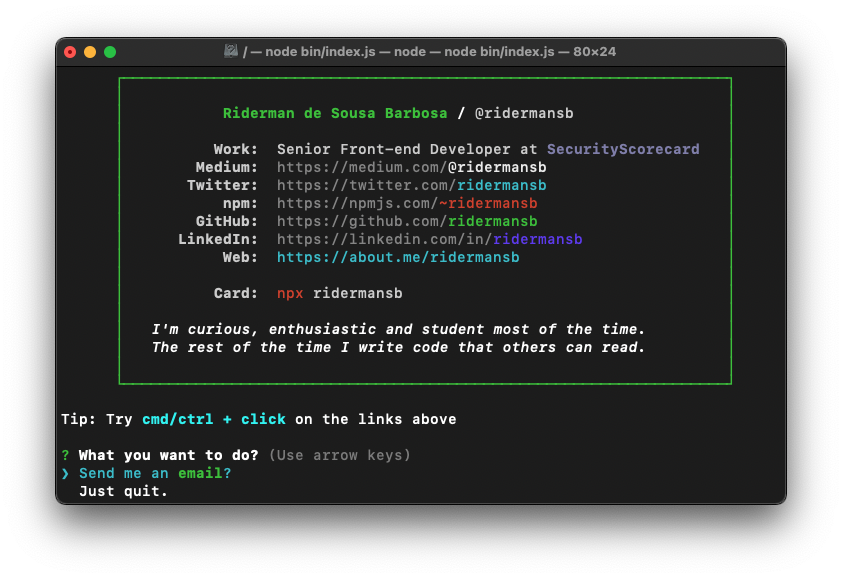 / — node bin/index.js — node — node bin/index.js — 80×24
Riderman de Sousa Barbosa / @ridermansb
Work: Senior Front-end Developer at SecurityScorecard
Medium: https://medium.com/@ridermansb
Twitter: https://twitter.com/ridermansb
npm: https://npmjs.com/~ridermansb
GitHub: https://github.com/ridermansb
LinkedIn: https://linkedin.com/in/ridermansb
Web: https://about.me/ridermansb
Card: npx ridermansb
I'm curious, enthusiastic and student most of the time.
The rest of the time I write code that others can read.
Tip: Try cmd/ctrl + click on the links above
? What you want to do? (Use arrow keys)
❯ Send me an email?
Just quit.